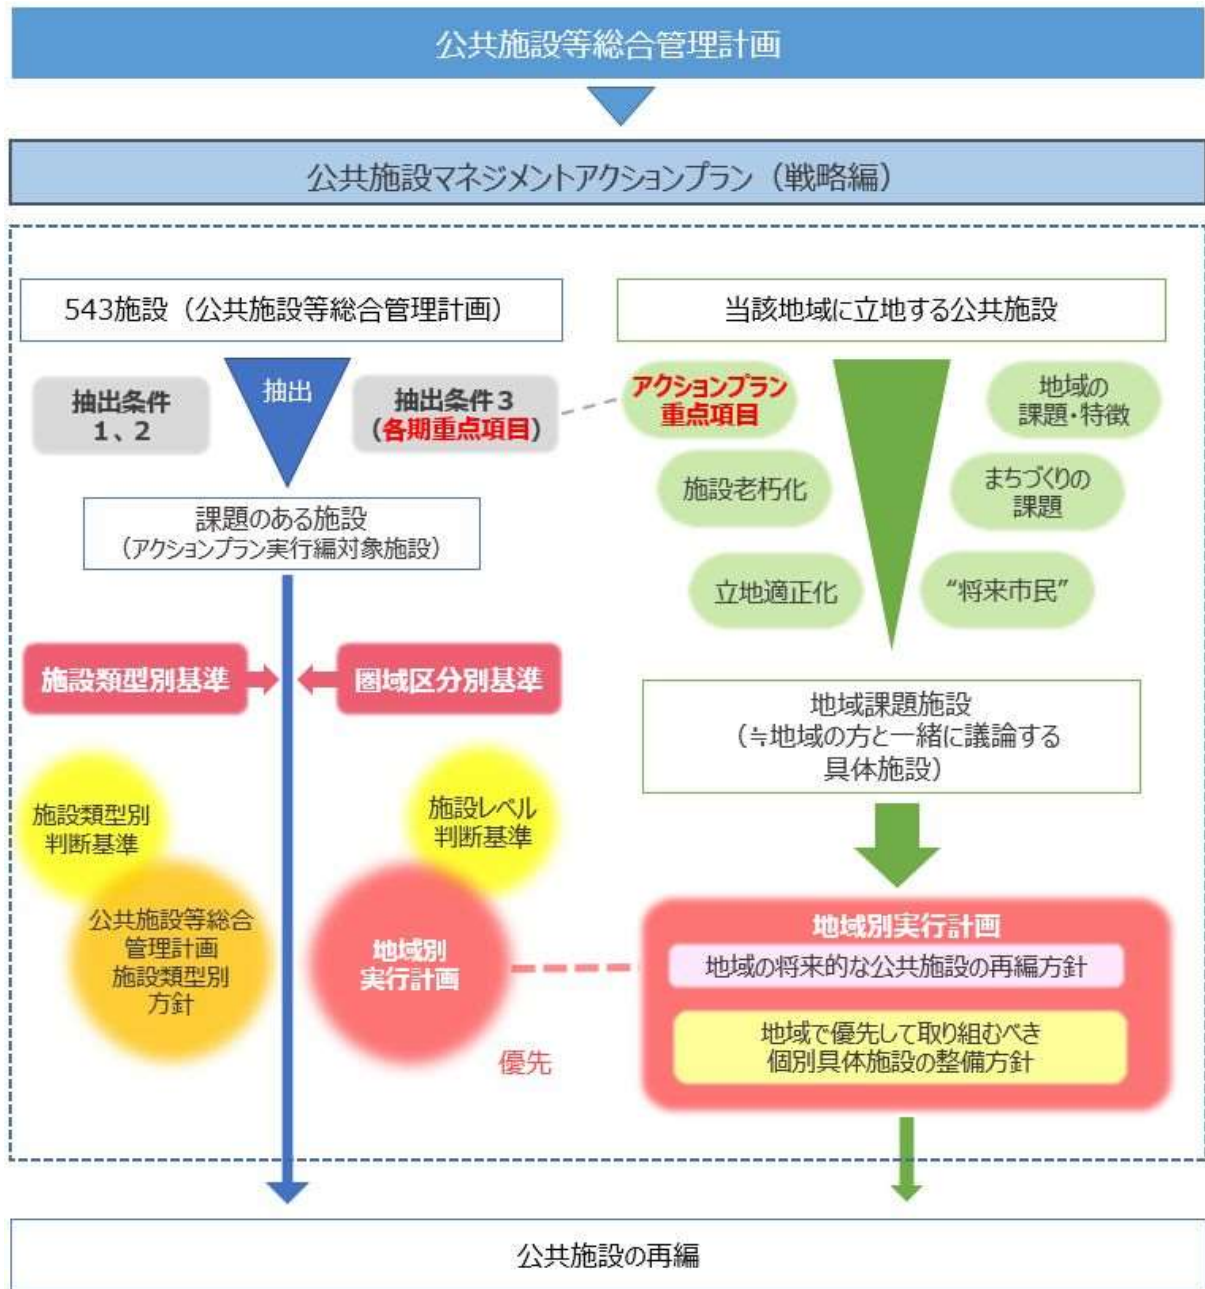 公共施設等総合管理計画
公共施設マネジメントアクションプラン（戦略編）
543施設（公共施設等総合管理計画）
抽出条件
1、2
抽出
抽出条件３
（各期重点項目）
課題のある施設
（アクションプラン実行編対象施設）
施設類型別基準
圏域区分別基準
施設類型別
判断基準
公共施設等総合
管理計画
施設類型別
方針
施設レベル
判断基準
地域別
実行計画
優先
当該地域に立地する公共施設
アクションプラン
重点項目
地域の
課題・特徴
施設老朽化
まちづくりの
課題
立地適正化
“将来市民”
地域課題施設
（≒地域の方と一緒に議論する
具体施設）
地域別実行計画
地域の将来的な公共施設の再編方針
地域で優先して取り組むべき
個別具体施設の整備方針
公共施設の再編